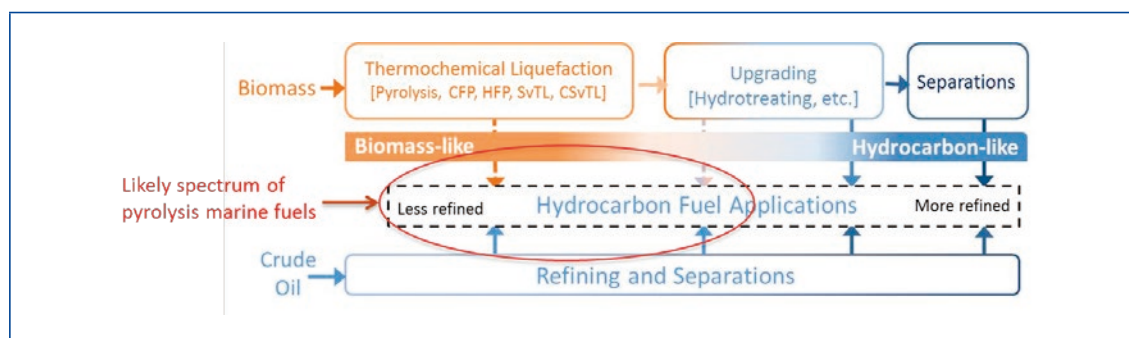 Biomass
Thermochemical Liquefaction
[Pyrolysis, CFP, HFP, SvTL, CSvTL]
Upgrading
[Hydrotreating, etc.]
Separations
Biomass-like
Hydrocarbon-like
Likely spectrum of
pyrolysis marine fuels
Less refined
Hydrocarbon Fuel Applications
More refined
Crude
Oil
Refining and Separations